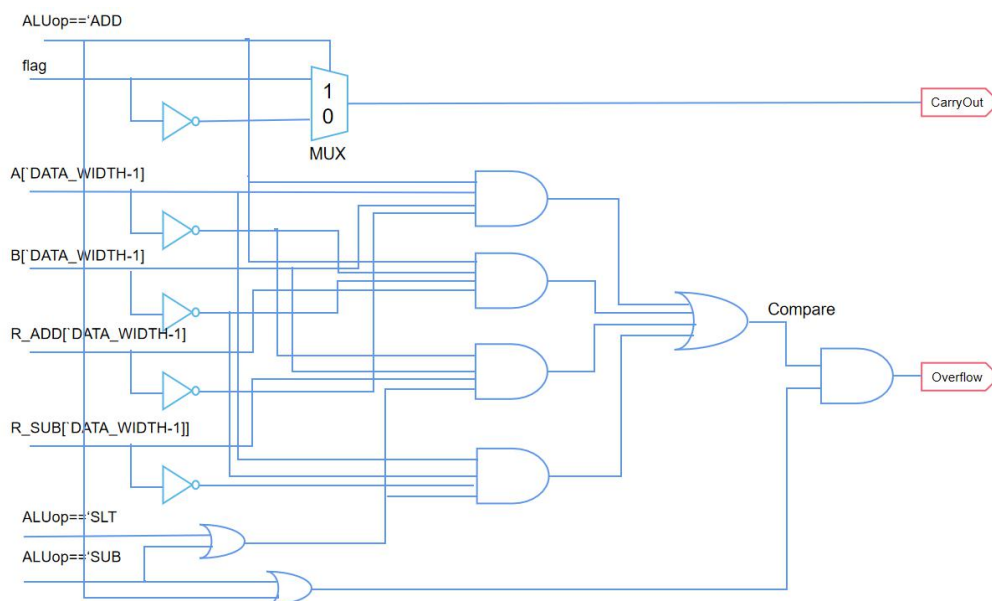 ALUop==‘ADD
flag
1
0
CarryOut
MUX
A[`DATA_WIDTH-1]
B[`DATA_WIDTH-1]
Compare
R_ADD[`DATA_WIDTH-1]
Overflow
R_SUB[`DATA_WIDTH-1]]
ALUop==‘SLT
ALUop==‘SUB